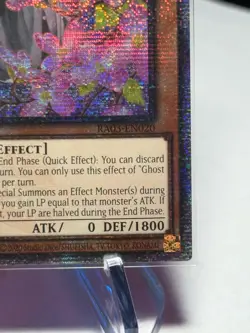 RA03-EN020
EFFECT]
End Phase (Quick Effect): You can discard
turn. You can only use this effect of "Ghost
per turn.
pecial Summons an Effect Monster(s) during
you gain LP equal to that monster's ATK. If
t, your LP are halved during the End Phase.
ATK/ 0 DEF/1800